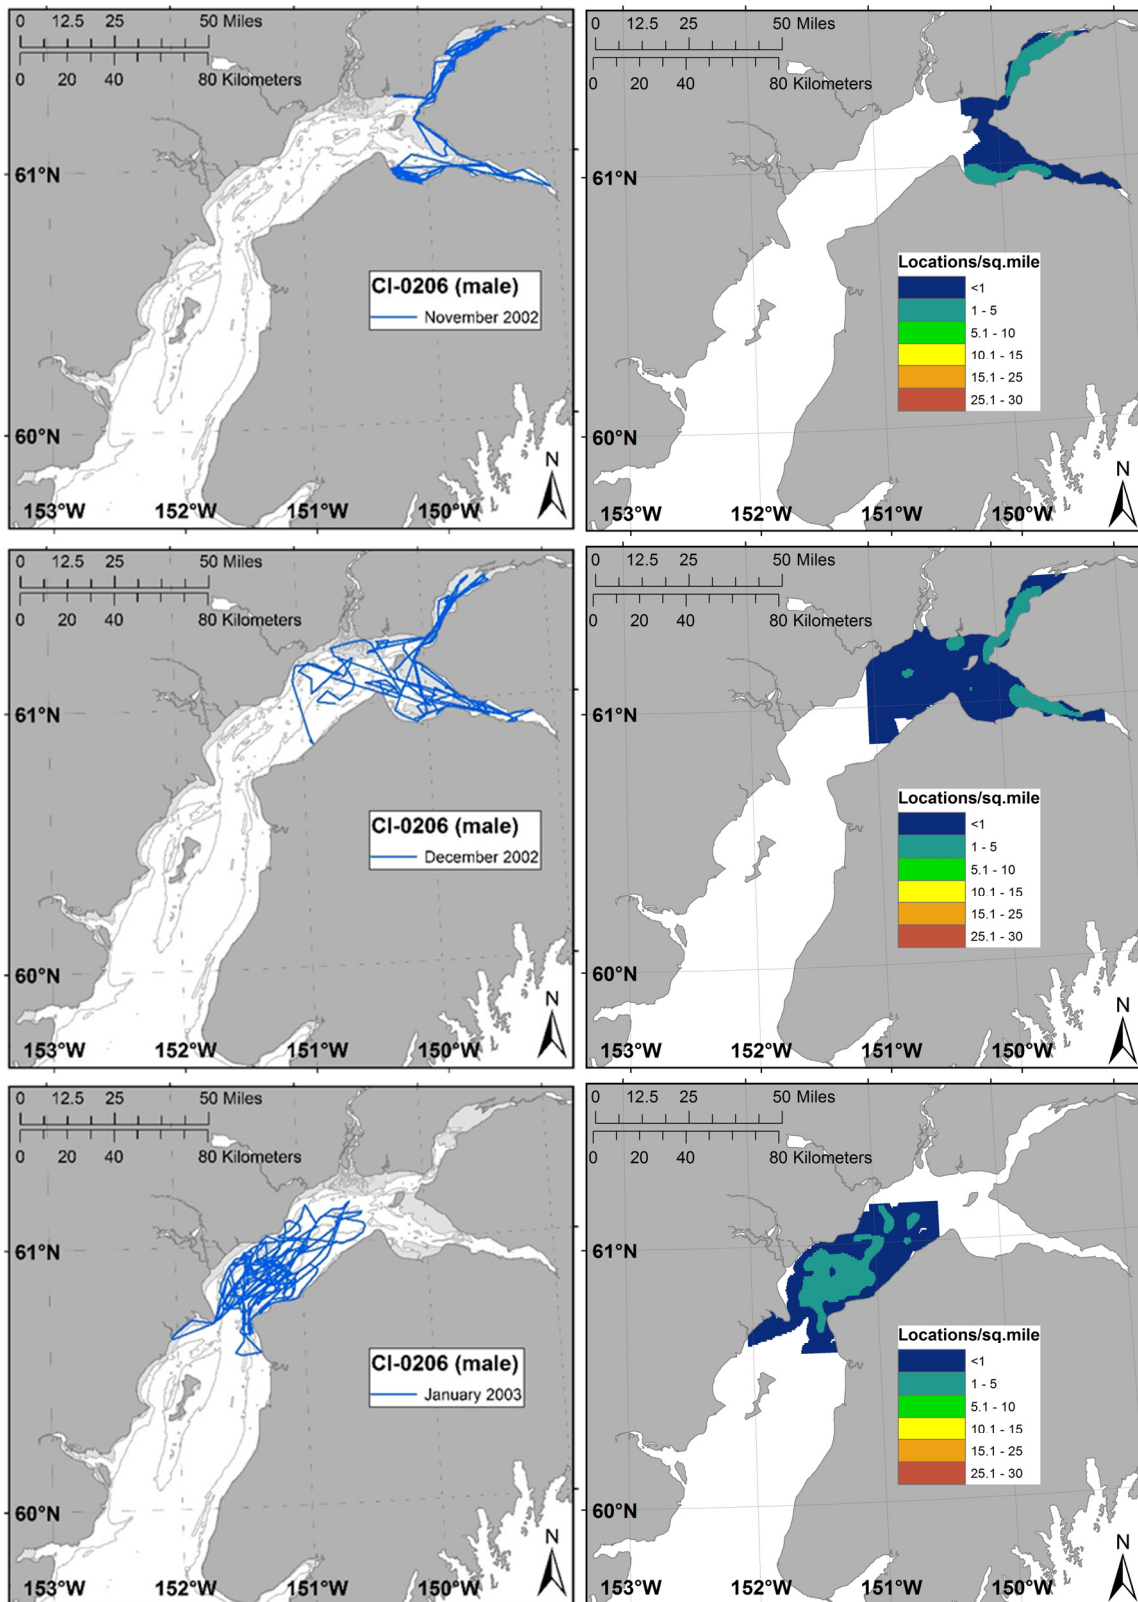 0 12.5 25 50 Miles
0 20 40 80 Kilometers
61°N
CI-0206 (male)
November 2002
60°N
N
153°W 152°W 151°W 150°W
0 12.5 25 50 Miles
0 20 40 80 Kilometers
61°N
Locations/sq.mile
<1
1 - 5
5.1 - 10
10.1 - 15
15.1 - 25
25.1 - 30
60°N
N
153°W 152°W 151°W 150°W
0 12.5 25 50 Miles
0 20 40 80 Kilometers
61°N
CI-0206 (male)
December 2002
60°N
N
153°W 152°W 151°W 150°W
0 12.5 25 50 Miles
0 20 40 80 Kilometers
61°N
Locations/sq.mile
<1
1 - 5
5.1 - 10
10.1 - 15
15.1 - 25
25.1 - 30
60°N
N
153°W 152°W 151°W 150°W
0 12.5 25 50 Miles
0 20 40 80 Kilometers
61°N
CI-0206 (male)
January 2003
60°N
N
153°W 152°W 151°W 150°W
0 12.5 25 50 Miles
0 20 40 80 Kilometers
61°N
Locations/sq.mile
<1
1 - 5
5.1 - 10
10.1 - 15
15.1 - 25
25.1 - 30
60°N
N
153°W 152°W 151°W 150°W